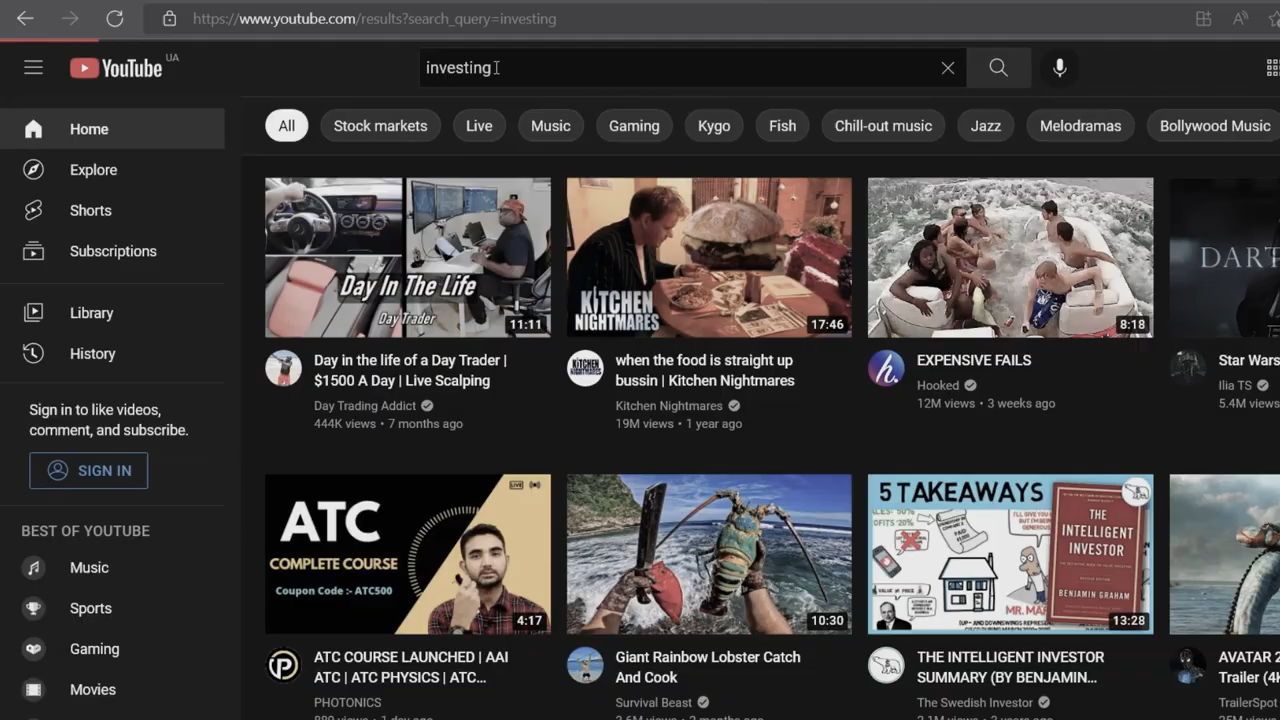 https://www.youtube.com/results?search_query=investing
YouTube UA
investing
Home
Explore
Shorts
Subscriptions
Library
History
Sign in to like videos,
comment, and subscribe.
SIGN IN
BEST OF YOUTUBE
Music
Sports
Gaming
Movies
All Stock markets Live Music Gaming Kygo Fish Chill-out music Jazz Melodramas Bollywood Music
Day In The Life
Day Trader
11:11
Day in the life of a Day Trader |
$1500 A Day | Live Scalping
Day Trading Addict
444K views • 7 months ago
KITCHEN
NIGHTMARES
17:46
when the food is straight up
bussin | Kitchen Nightmares
Kitchen Nightmares
19M views • 1 year ago
8:18
EXPENSIVE FAILS
Hooked
12M views • 3 weeks ago
DART
Star Wars
Ilia TS
5.4M views
LIVE
ATC
COMPLETE COURSE
Coupon Code :- ATC500
4:17
ATC COURSE LAUNCHED | AAI
ATC | ATC PHYSICS | ATC...
PHOTONICS
10:30
Giant Rainbow Lobster Catch
And Cook
Survival Beast
5 TAKEAWAYS
THE
INTELLIGENT
INVESTOR
BENJAMIN GRAHAM
13:28
THE INTELLIGENT INVESTOR
SUMMARY (BY BENJAMIN...
The Swedish Investor
AVATAR 2
Trailer (4K
TrailerSpot